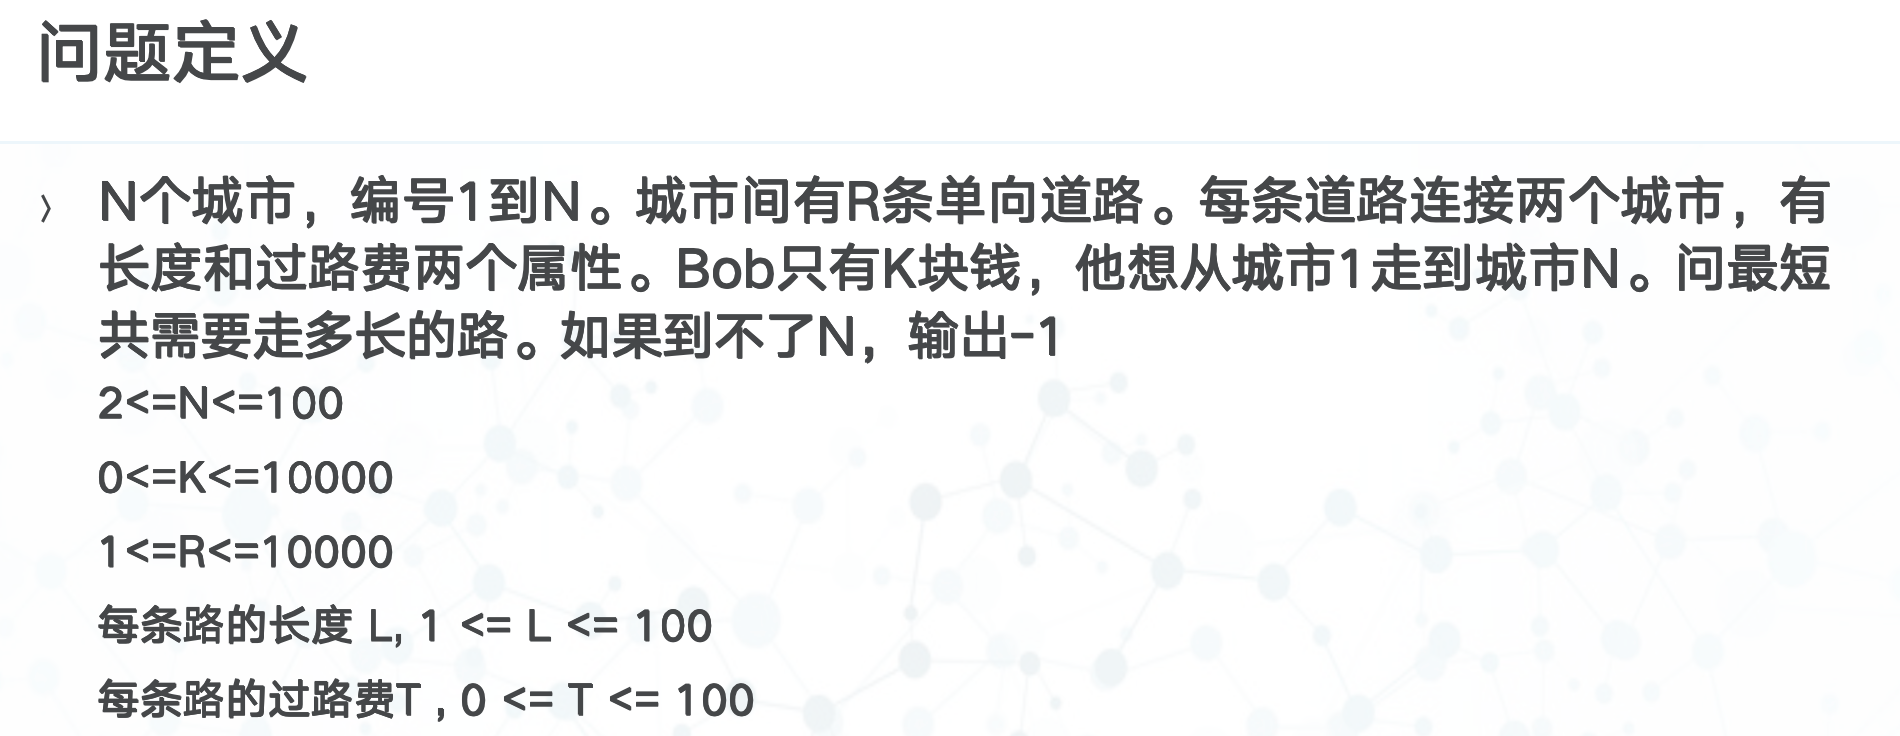 问题定义
〉 N个城市，编号1到N。城市间有R条单向道路。每条道路连接两个城市，有
长度和过路费两个属性。Bob只有K块钱，他想从城市1走到城市N。问最短
共需要走多长的路。如果到不了N，输出-1
2<=N<=100
0<=K<=10000
1<=R<=10000
每条路的长度 L, 1 <= L <= 100
每条路的过路费T , 0 <= T <= 100